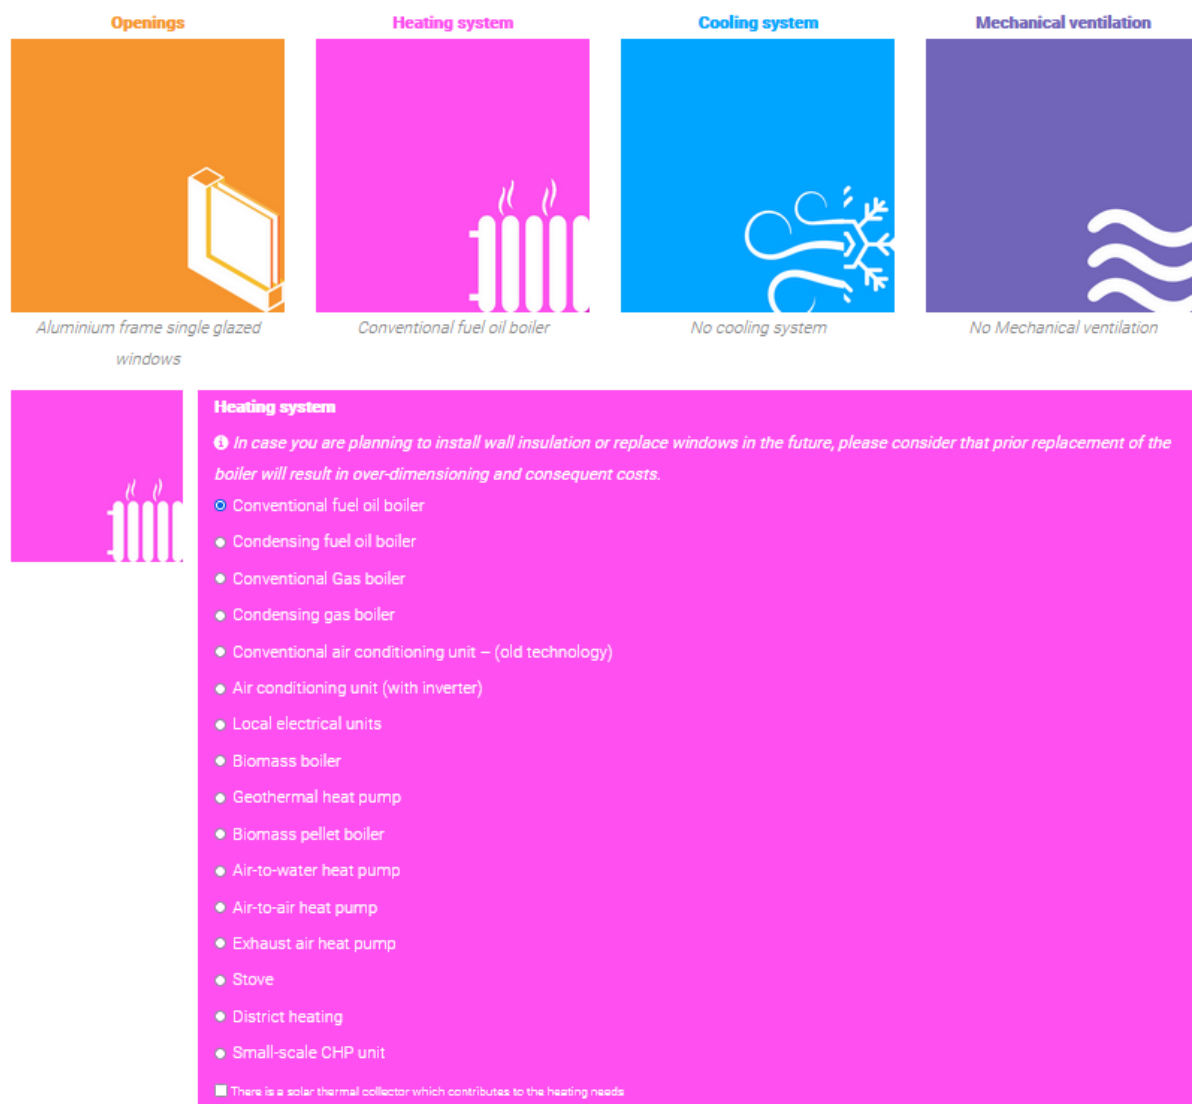 Openings
Heating system
Cooling system
Mechanical ventilation
Aluminium frame single glazed
windows
Conventional fuel oil boiler
No cooling system
No Mechanical ventilation
Heating system
In case you are planning to install wall insulation or replace windows in the future, please consider that prior replacement of the
boiler will result in over-dimensioning and consequent costs.
Conventional fuel oil boiler
Condensing fuel oil boiler
Conventional Gas boiler
Condensing gas boiler
Conventional air conditioning unit – (old technology)
Air conditioning unit (with inverter)
Local electrical units
Biomass boiler
Geothermal heat pump
Biomass pellet boiler
Air-to-water heat pump
Air-to-air heat pump
Exhaust air heat pump
Stove
District heating
Small-scale CHP unit
There is a solar thermal collector which contributes to the heating needs